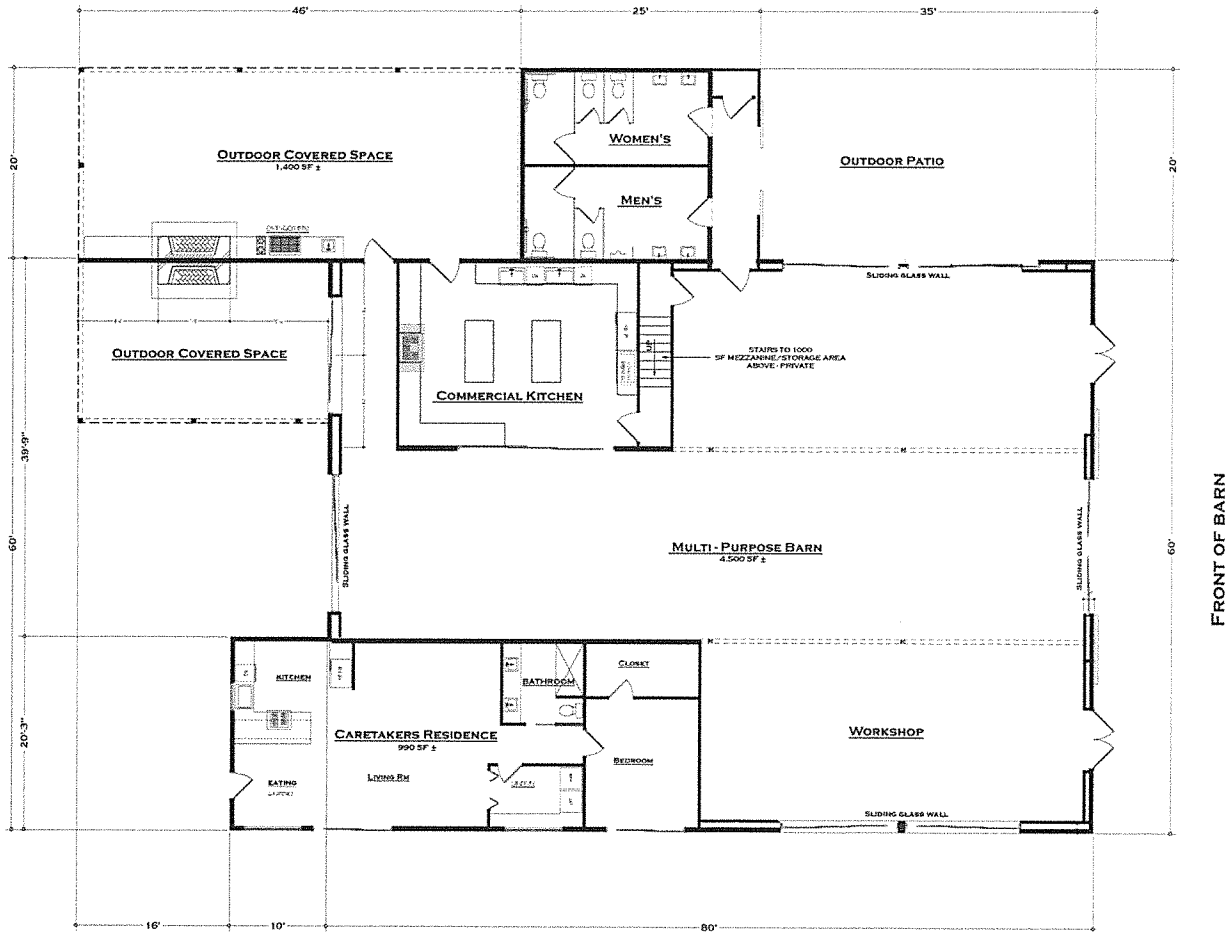 46'
25'
35'
20'
OUTDOOR COVERED SPACE
1,400 SF ±
WOMEN'S
MEN'S
OUTDOOR PATIO
20'
SLIDING GLASS WALL
OUTDOOR COVERED SPACE
COMMERCIAL KITCHEN
UP
STAIRS TO 1000
SF MEZZANINE/STORAGE AREA
ABOVE - PRIVATE
39'-9"
60'
SLIDING GLASS WALL
MULTI - PURPOSE BARN
4,500 SF ±
SLIDING GLASS WALL
60'
FRONT OF BARN
KITCHEN
BATHROOM
CLOSET
20'-3"
CARETAKERS RESIDENCE
990 SF ±
LIVING RM
BEDROOM
WORKSHOP
EATING
SLIDING GLASS WALL
16'
10'
80'